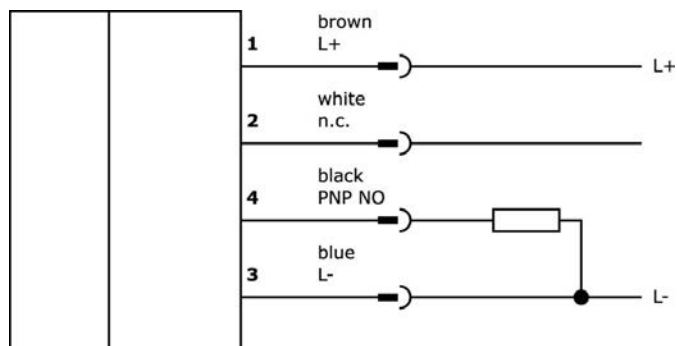 brown
1 L+ L+
white
2 n.c.
black
4 PNP NO
blue
3 L- L-